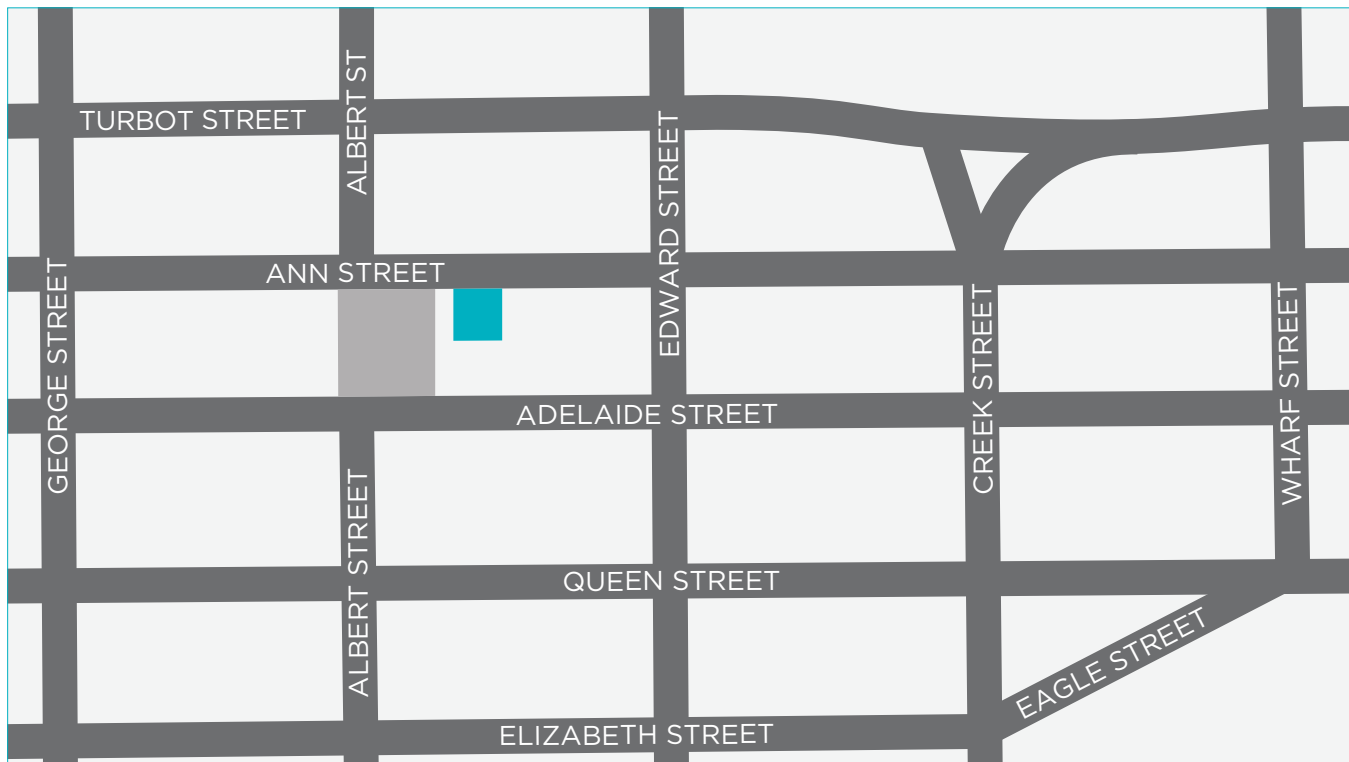 TURBOT STREET
ALBERT ST
EDWARD STREET
ANN STREET
GEORGE STREET
CREEK STREET
WHARF STREET
ADELAIDE STREET
ALBERT STREET
QUEEN STREET
EAGLE STREET
ELIZABETH STREET